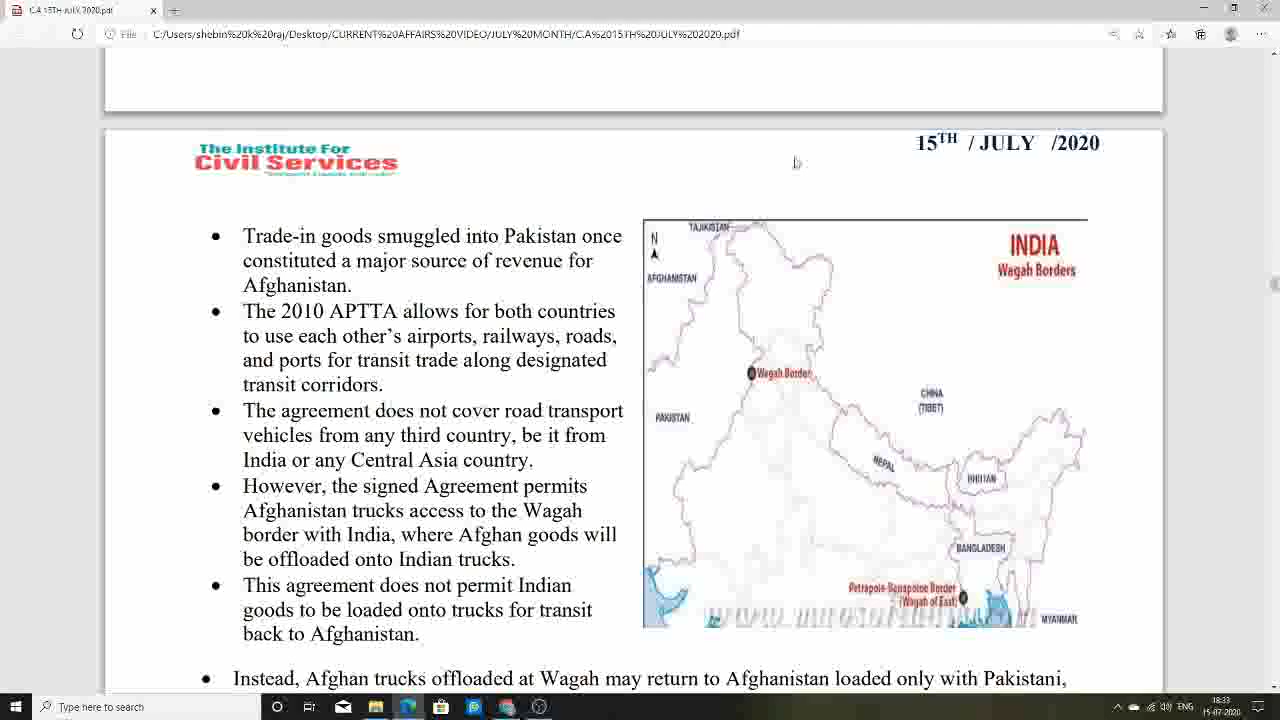 C.A 15TH JULY2020.pdf
File
C:/Users/shebin%20k%20raj/Desktop/CURRENT%20AFFAIRS%20VIDEO/JULY%20MONTH/C.A%2015TH%20JULY%202020.pdf
The Institute For
Civil Services
15TH / JULY /2020
• Trade-in goods smuggled into Pakistan once
constituted a major source of revenue for
Afghanistan.
• The 2010 APTTA allows for both countries
to use each other’s airports, railways, roads,
and ports for transit trade along designated
transit corridors.
• The agreement does not cover road transport
vehicles from any third country, be it from
India or any Central Asia country.
• However, the signed Agreement permits
Afghanistan trucks access to the Wagah
border with India, where Afghan goods will
be offloaded onto Indian trucks.
• This agreement does not permit Indian
goods to be loaded onto trucks for transit
back to Afghanistan.
• Instead, Afghan trucks offloaded at Wagah may return to Afghanistan loaded only with Pakistani,
TAJIKISTAN
N
AFGHANISTAN
INDIA
Wagah Borders
Wagah Border
CHINA
(TIBET)
PAKISTAN
NEPAL
BHUTAN
BANGLADESH
Petrapole-Benapole Border
(Wagah of East)
MYANMAR
Type here to search
18:33
15-07-2020